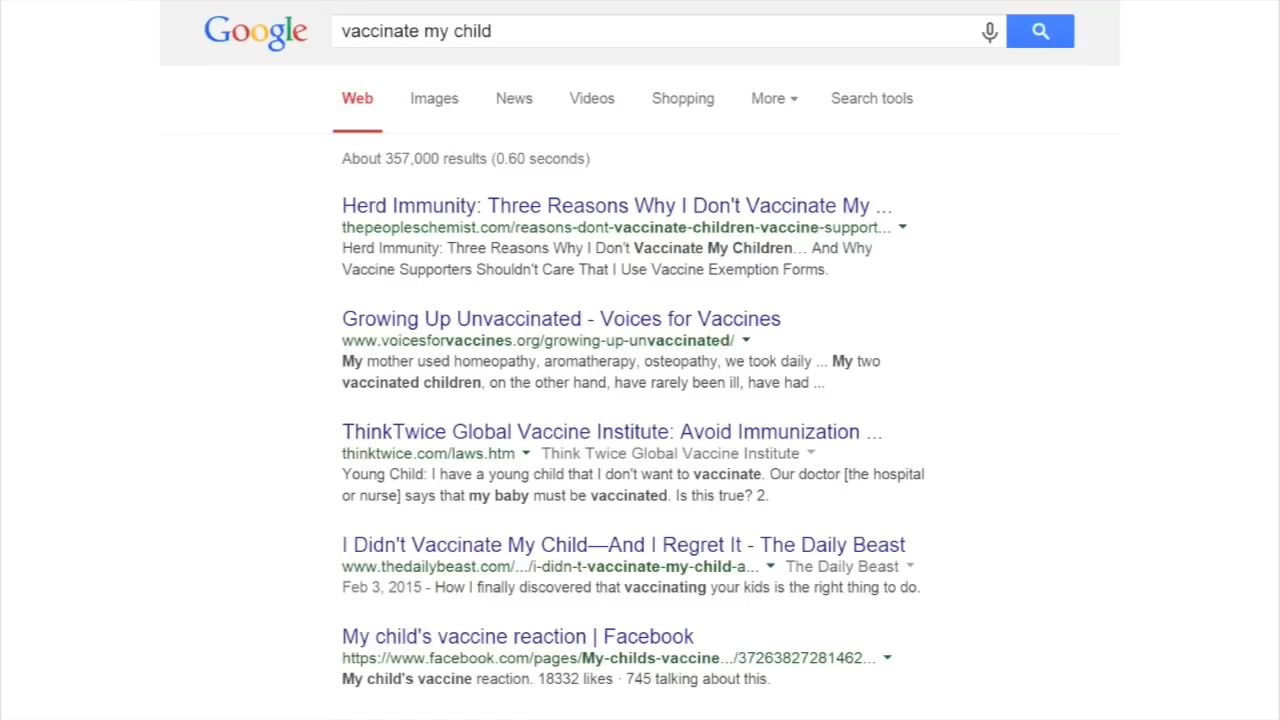 Google
vaccinate my child
Web Images News Videos Shopping More Search tools
About 357,000 results (0.60 seconds)
Herd Immunity: Three Reasons Why I Don't Vaccinate My ...
thepeopleschemist.com/reasons-dont-vaccinate-children-vaccine-support...
Herd Immunity: Three Reasons Why I Don't Vaccinate My Children... And Why
Vaccine Supporters Shouldn't Care That I Use Vaccine Exemption Forms.
Growing Up Unvaccinated - Voices for Vaccines
www.voicesforvaccines.org/growing-up-unvaccinated/
My mother used homeopathy, aromatherapy, osteopathy, we took daily ... My two
vaccinated children, on the other hand, have rarely been ill, have had ...
ThinkTwice Global Vaccine Institute: Avoid Immunization ...
thinktwice.com/laws.htm Think Twice Global Vaccine Institute
Young Child: I have a young child that I don't want to vaccinate. Our doctor [the hospital
or nurse] says that my baby must be vaccinated. Is this true? 2.
I Didn't Vaccinate My Child—And I Regret It - The Daily Beast
www.thedailybeast.com/.../i-didn-t-vaccinate-my-child-a... The Daily Beast
Feb 3, 2015 - How I finally discovered that vaccinating your kids is the right thing to do.
My child's vaccine reaction | Facebook
https://www.facebook.com/pages/My-childs-vaccine.../37263827281462...
My child's vaccine reaction. 18332 likes · 745 talking about this.